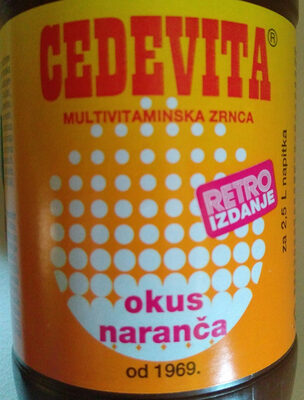 CEDEVITA®
MULTIVITAMINSKA ZRNCA
RETRO
IZDANJE
za 2,5 L napitka
okus
naranča
od 1969.